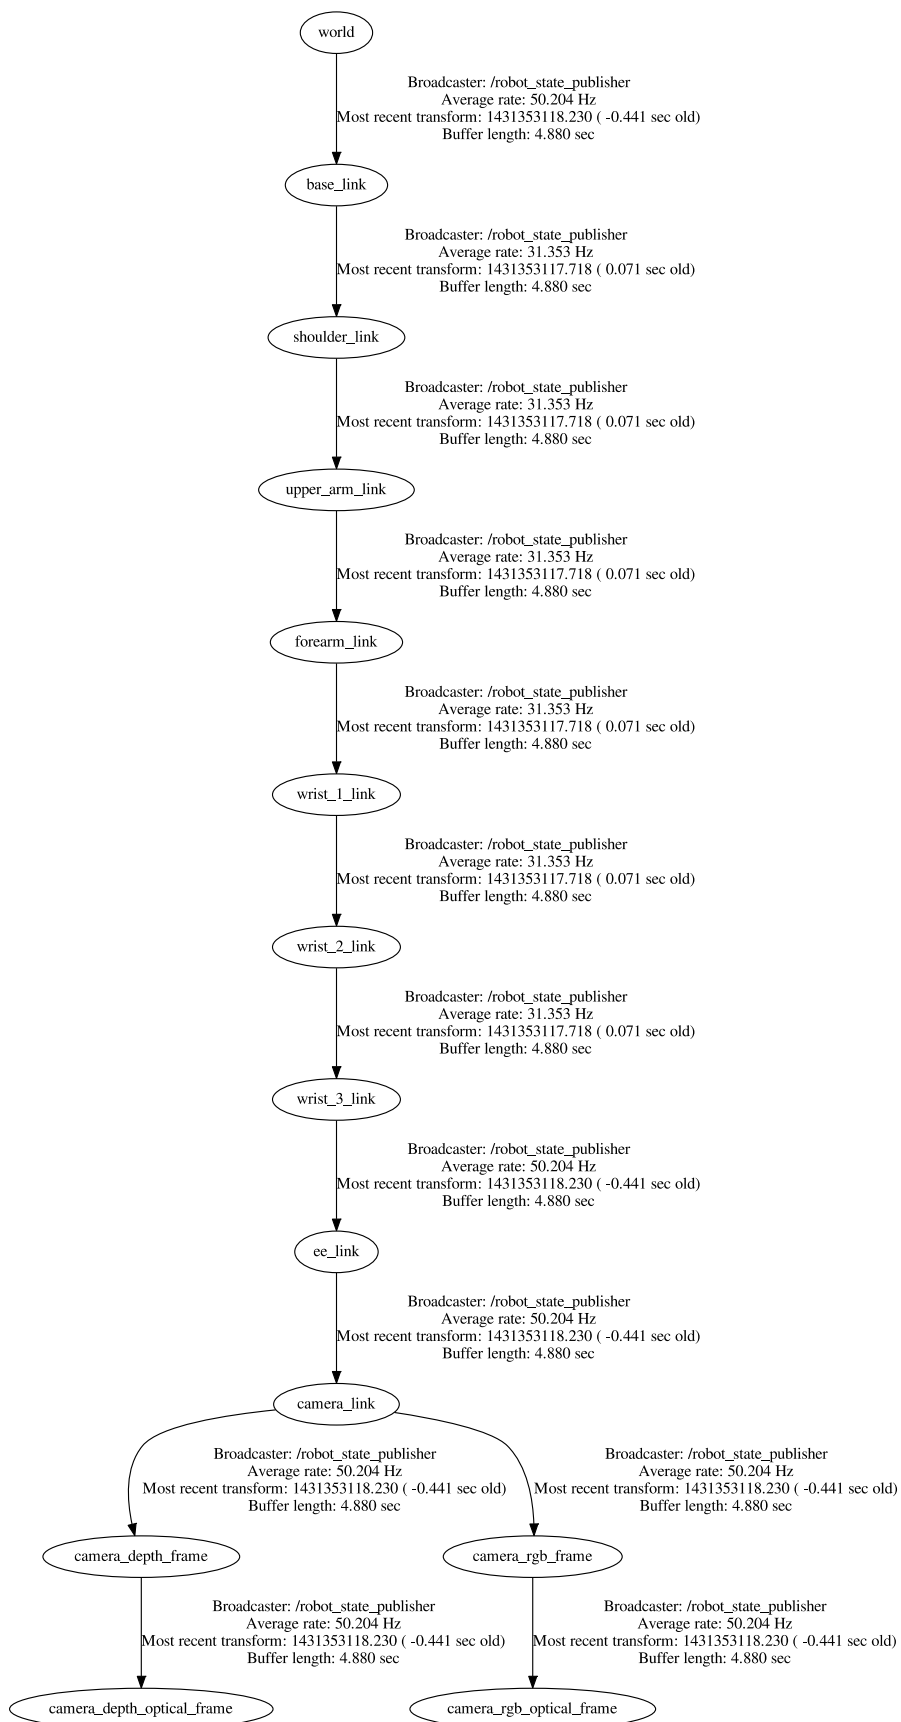 world
Broadcaster: /robot_state_publisher
Average rate: 50.204 Hz
Most recent transform: 1431353118.230 ( -0.441 sec old)
Buffer length: 4.880 sec
base_link
Broadcaster: /robot_state_publisher
Average rate: 31.353 Hz
Most recent transform: 1431353117.718 ( 0.071 sec old)
Buffer length: 4.880 sec
shoulder_link
Broadcaster: /robot_state_publisher
Average rate: 31.353 Hz
Most recent transform: 1431353117.718 ( 0.071 sec old)
Buffer length: 4.880 sec
upper_arm_link
Broadcaster: /robot_state_publisher
Average rate: 31.353 Hz
Most recent transform: 1431353117.718 ( 0.071 sec old)
Buffer length: 4.880 sec
forearm_link
Broadcaster: /robot_state_publisher
Average rate: 31.353 Hz
Most recent transform: 1431353117.718 ( 0.071 sec old)
Buffer length: 4.880 sec
wrist_1_link
Broadcaster: /robot_state_publisher
Average rate: 31.353 Hz
Most recent transform: 1431353117.718 ( 0.071 sec old)
Buffer length: 4.880 sec
wrist_2_link
Broadcaster: /robot_state_publisher
Average rate: 31.353 Hz
Most recent transform: 1431353117.718 ( 0.071 sec old)
Buffer length: 4.880 sec
wrist_3_link
Broadcaster: /robot_state_publisher
Average rate: 50.204 Hz
Most recent transform: 1431353118.230 ( -0.441 sec old)
Buffer length: 4.880 sec
ee_link
Broadcaster: /robot_state_publisher
Average rate: 50.204 Hz
Most recent transform: 1431353118.230 ( -0.441 sec old)
Buffer length: 4.880 sec
camera_link
Broadcaster: /robot_state_publisher
Average rate: 50.204 Hz
Most recent transform: 1431353118.230 ( -0.441 sec old)
Buffer length: 4.880 sec
Broadcaster: /robot_state_publisher
Average rate: 50.204 Hz
Most recent transform: 1431353118.230 ( -0.441 sec old)
Buffer length: 4.880 sec
camera_depth_frame
camera_rgb_frame
Broadcaster: /robot_state_publisher
Average rate: 50.204 Hz
Most recent transform: 1431353118.230 ( -0.441 sec old)
Buffer length: 4.880 sec
Broadcaster: /robot_state_publisher
Average rate: 50.204 Hz
Most recent transform: 1431353118.230 ( -0.441 sec old)
Buffer length: 4.880 sec
camera_depth_optical_frame
camera_rgb_optical_frame